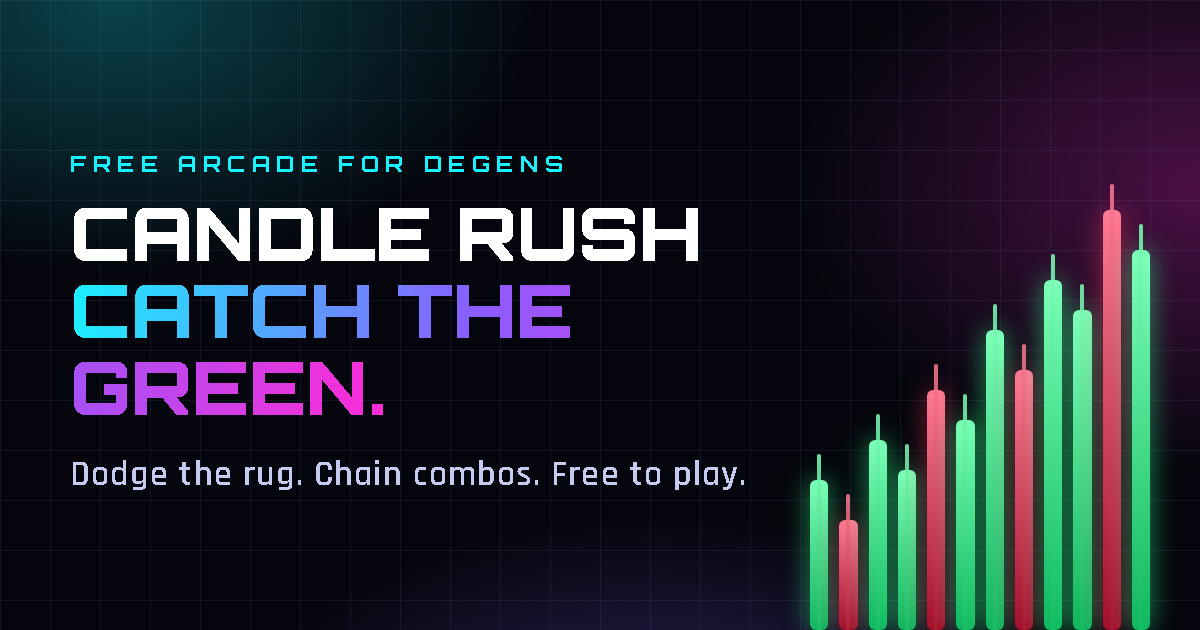 FREE ARCADE FOR DEGENS
CANDLE RUSH
CATCH THE
GREEN.
Dodge the rug. Chain combos. Free to play.